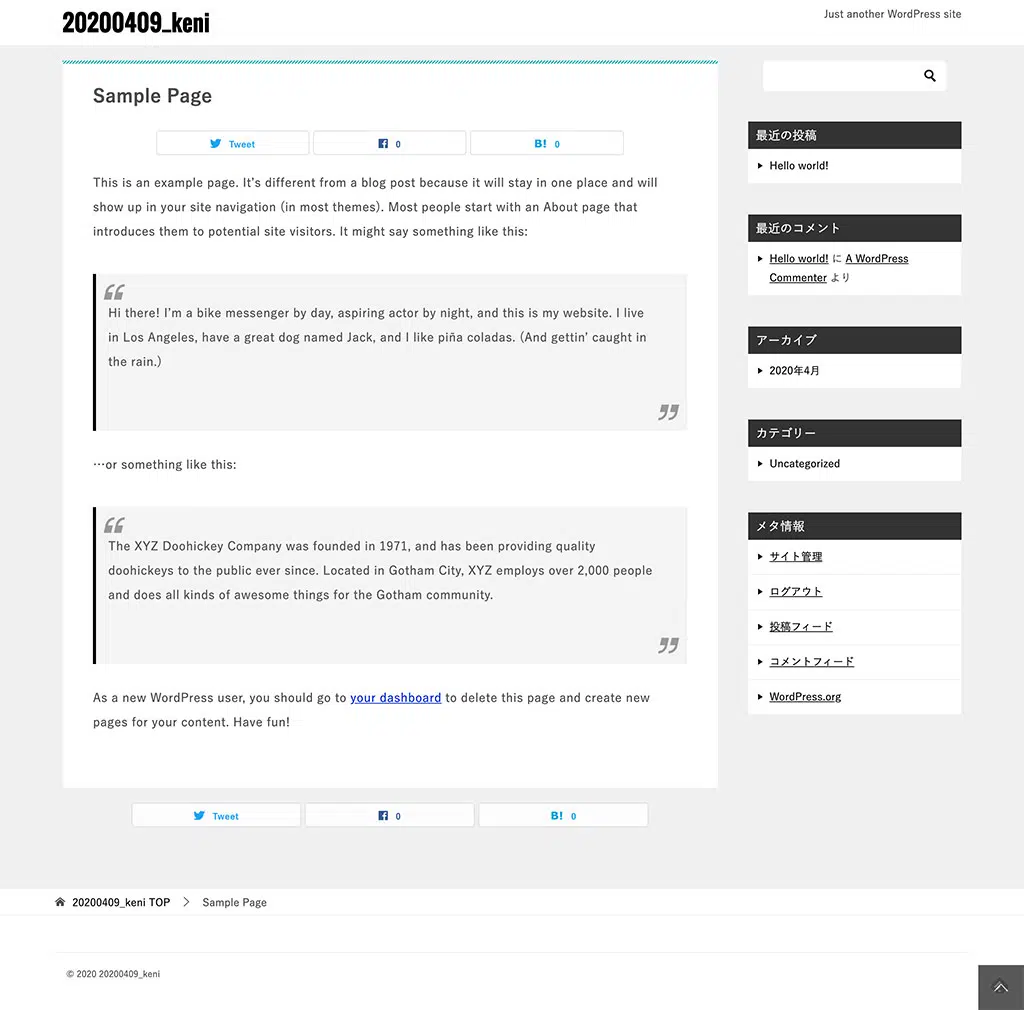 20200409_keni
Just another WordPress site
Sample Page
Tweet
0
B! 0
This is an example page. It's different from a blog post because it will stay in one place and will
show up in your site navigation (in most themes). Most people start with an About page that
introduces them to potential site visitors. It might say something like this:
Hi there! I'm a bike messenger by day, aspiring actor by night, and this is my website. I live
in Los Angeles, have a great dog named Jack, and I like piña coladas. (And gettin' caught in
the rain.)
…or something like this:
The XYZ Doohickey Company was founded in 1971, and has been providing quality
doohickeys to the public ever since. Located in Gotham City, XYZ employs over 2,000 people
and does all kinds of awesome things for the Gotham community.
As a new WordPress user, you should go to your dashboard to delete this page and create new
pages for your content. Have fun!
Tweet
0
B! 0
最近の投稿
Hello world!
最近のコメント
Hello world! に A WordPress
Commenter より
アーカイブ
2020年4月
カテゴリー
Uncategorized
メタ情報
サイト管理
ログアウト
投稿フィード
コメントフィード
WordPress.org
20200409_keni TOP
Sample Page
© 2020 20200409_keni